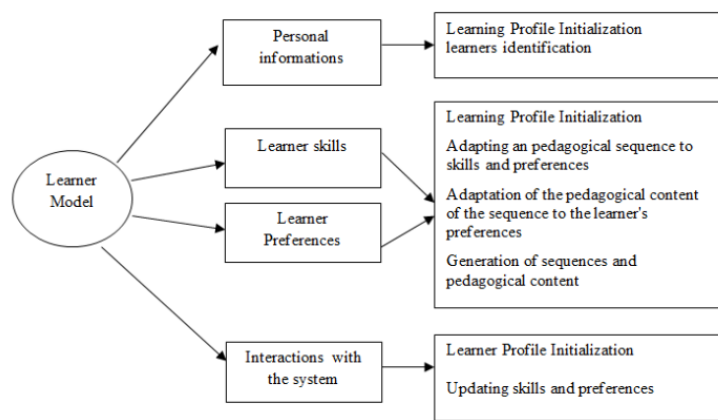 Personal
informations
Learning Profile Initialization
learners identification
Learner
Model
Learner skills
Learner
Preferences
Learning Profile Initialization
Adapting an pedagogical sequence to
skills and preferences
Adaptation of the pedagogical content
of the sequence to the learner's
preferences
Generation of sequences and
pedagogical content
Interactions with
the system
Learner Profile Initialization
Updating skills and preferences